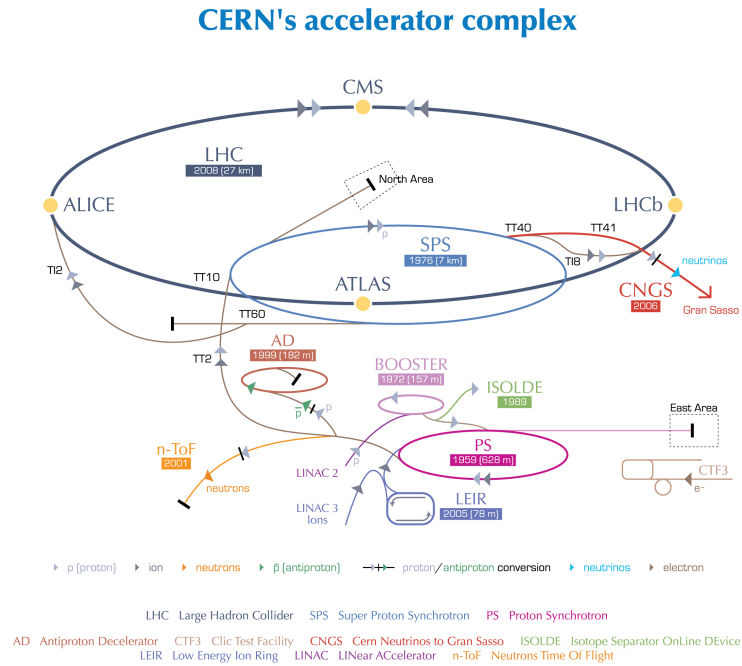 CERN's accelerator complex
CMS
LHC
2008 (27 km)
North Area
ALICE
LHCb
p
SPS
1976 (7 km)
TT40
TT41
TI8
TI2
TT10
ATLAS
neutrinos
CNGS
2006
Gran Sasso
TT60
AD
1999 (182 m)
TT2
BOOSTER
1972 (157 m)
ISOLDE
1989
p
p̅
East Area
n-ToF
2001
neutrons
LINAC 2
p
PS
1959 (628 m)
CTF3
e-
LINAC 3
Ions
LEIR
2005 (78 m)
p (proton) ion neutrons p̅ (antiproton) proton/antiproton conversion neutrinos electron
LHC Large Hadron Collider SPS Super Proton Synchrotron PS Proton Synchrotron
AD Antiproton Decelerator CTF3 Clic Test Facility CNGS Cern Neutrinos to Gran Sasso ISOLDE Isotope Separator OnLine DEvice
LEIR Low Energy Ion Ring LINAC LINear ACcelerator n-ToF Neutrons Time Of Flight